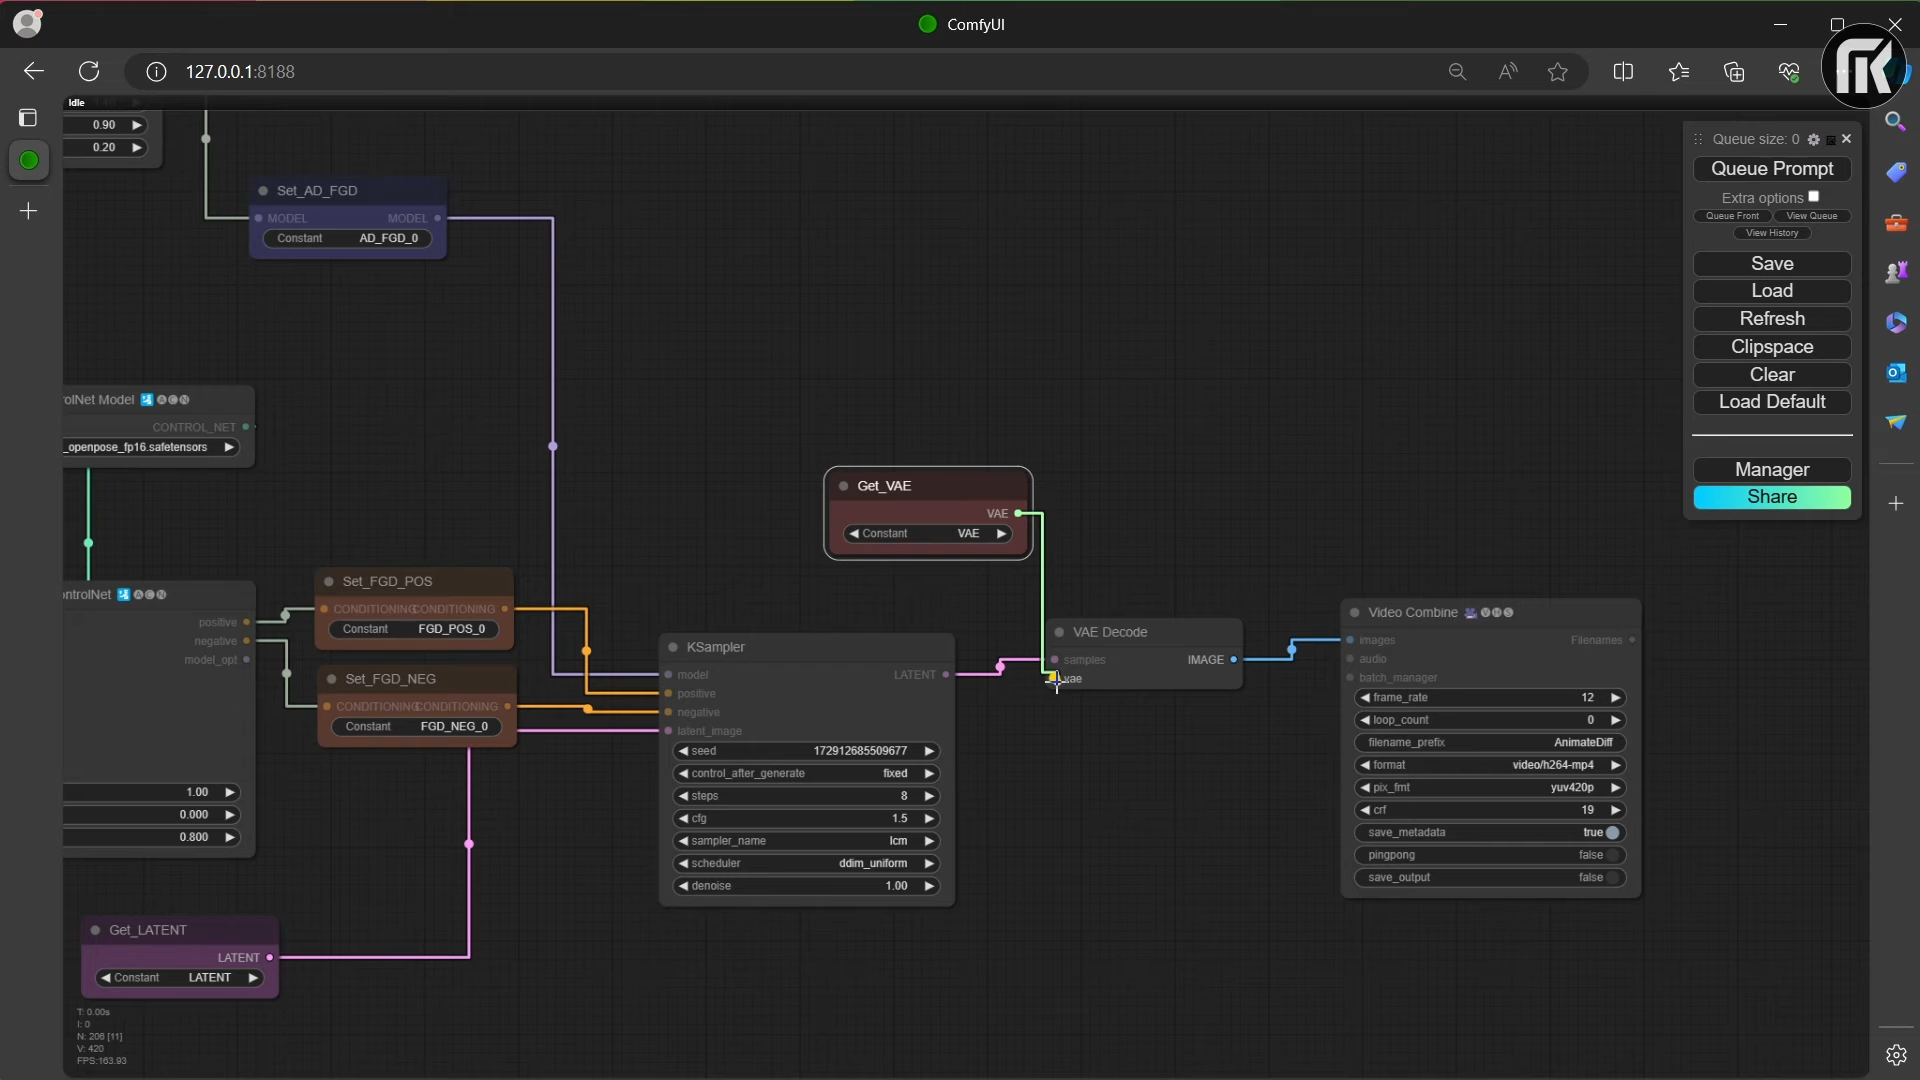 ComfyUI
127.0.0.1:8188
Idle
0.90
0.20
Set_AD_FGD
MODEL MODEL
Constant AD_FGD_0
rolNet Model
CONTROL_NET
_openpose_fp16.safetensors
ontrolNet
positive
negative
model_opt
1.00
0.000
0.800
Set_FGD_POS
CONDITIONING CONDITIONING
Constant FGD_POS_0
Set_FGD_NEG
CONDITIONING CONDITIONING
Constant FGD_NEG_0
Get_LATENT
LATENT
Constant LATENT
T: 0.00s
I: 0
N: 206 [11]
V: 420
FPS:163.93
Get_VAE
VAE
Constant VAE
KSampler
model LATENT
positive
negative
latent_image
seed 172912685509677
control_after_generate fixed
steps 8
cfg 1.5
sampler_name lcm
scheduler ddim_uniform
denoise 1.00
VAE Decode
samples IMAGE
vae
Video Combine VHS
images Filenames
audio
batch_manager
frame_rate 12
loop_count 0
filename_prefix AnimateDiff
format video/h264-mp4
pix_fmt yuv420p
crf 19
save_metadata true
pingpong false
save_output false
Queue size: 0
Queue Prompt
Extra options
Queue Front View Queue
View History
Save
Load
Refresh
Clipspace
Clear
Load Default
Manager
Share